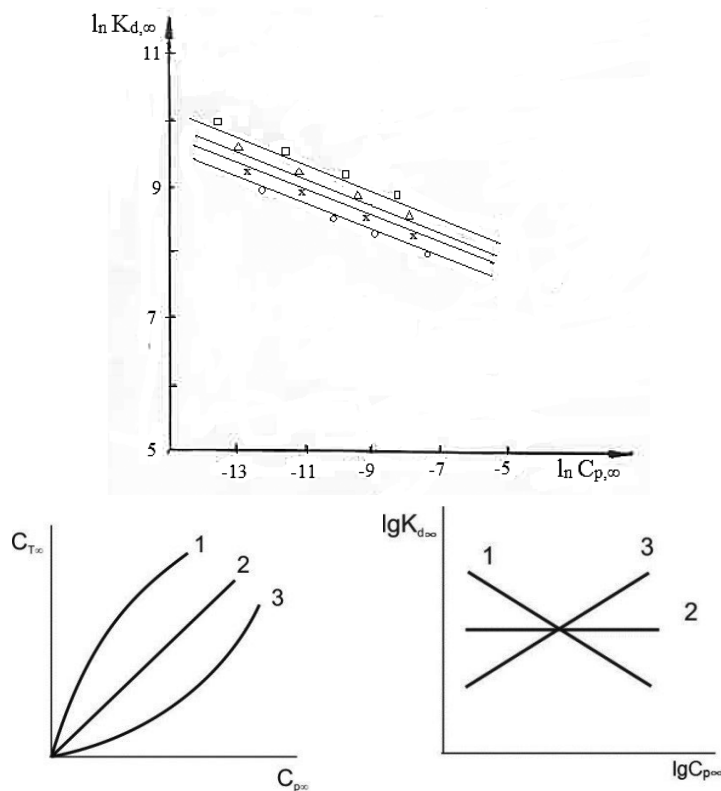 ln Kd,∞
11
9
7
5
-13 -11 -9 -7 -5
ln Cp,∞
CT∞
1
2
3
Cp∞
lgKd∞
1 3
2
lgCp∞